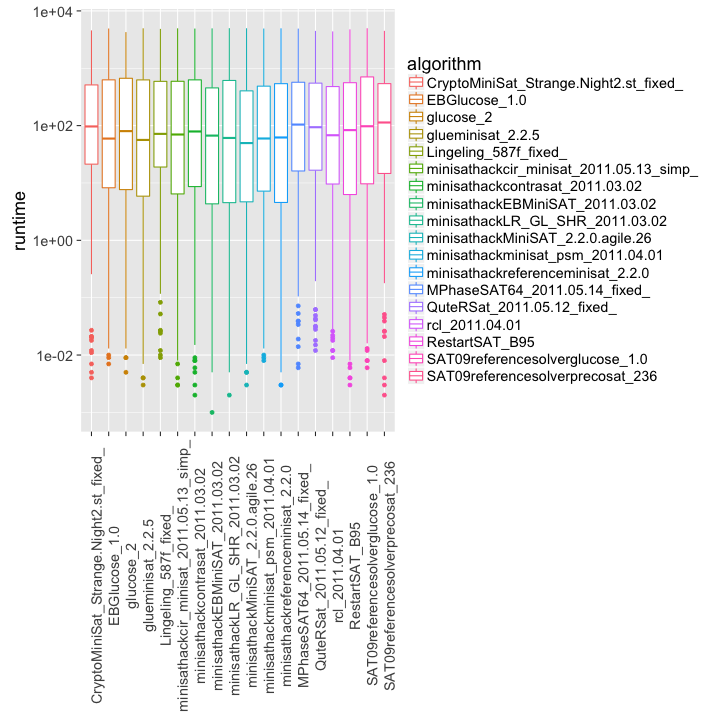 1e+04
1e+02
1e+00
1e-02
runtime
CryptoMiniSat_Strange.Night2.st_fixed_
EBGlucose_1.0
glucose_2
glueminisat_2.2.5
Lingeling_587f_fixed_
minisathackcir_minisat_2011.05.13_simp_
minisathackcontrasat_2011.03.02
minisathackEBMiniSAT_2011.03.02
minisathackLR_GL_SHR_2011.03.02
minisathackMiniSAT_2.2.0.agile.26
minisathackminisat_psm_2011.04.01
minisathackreferenceminisat_2.2.0
MPhaseSAT64_2011.05.14_fixed_
QuteRSat_2011.05.12_fixed_
rcl_2011.04.01
RestartSAT_B95
SAT09referencesolverglucose_1.0
SAT09referencesolverprecosat_236
algorithm
CryptoMiniSat_Strange.Night2.st_fixed_
EBGlucose_1.0
glucose_2
glueminisat_2.2.5
Lingeling_587f_fixed_
minisathackcir_minisat_2011.05.13_simp_
minisathackcontrasat_2011.03.02
minisathackEBMiniSAT_2011.03.02
minisathackLR_GL_SHR_2011.03.02
minisathackMiniSAT_2.2.0.agile.26
minisathackminisat_psm_2011.04.01
minisathackreferenceminisat_2.2.0
MPhaseSAT64_2011.05.14_fixed_
QuteRSat_2011.05.12_fixed_
rcl_2011.04.01
RestartSAT_B95
SAT09referencesolverglucose_1.0
SAT09referencesolverprecosat_236